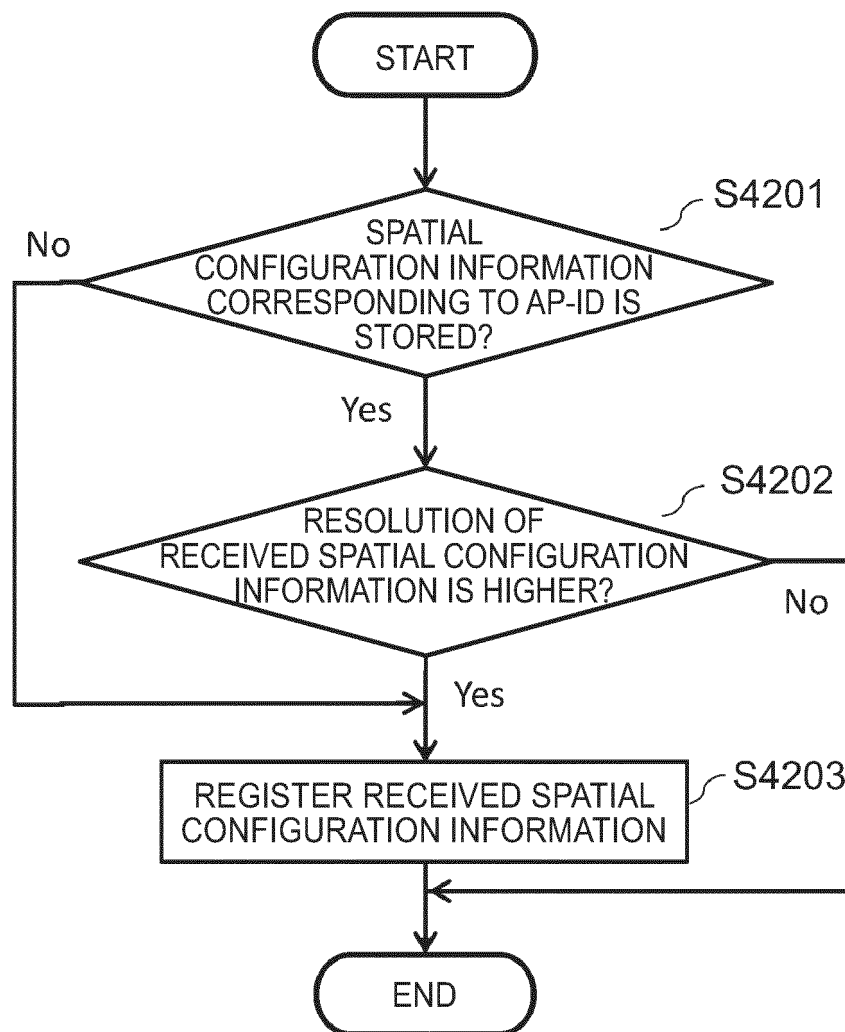 START
S4201
No
SPATIAL
CONFIGURATION INFORMATION
CORRESPONDING TO AP-ID IS
STORED?
Yes
S4202
RESOLUTION OF
RECEIVED SPATIAL CONFIGURATION
INFORMATION IS HIGHER?
No
Yes
S4203
REGISTER RECEIVED SPATIAL
CONFIGURATION INFORMATION
END